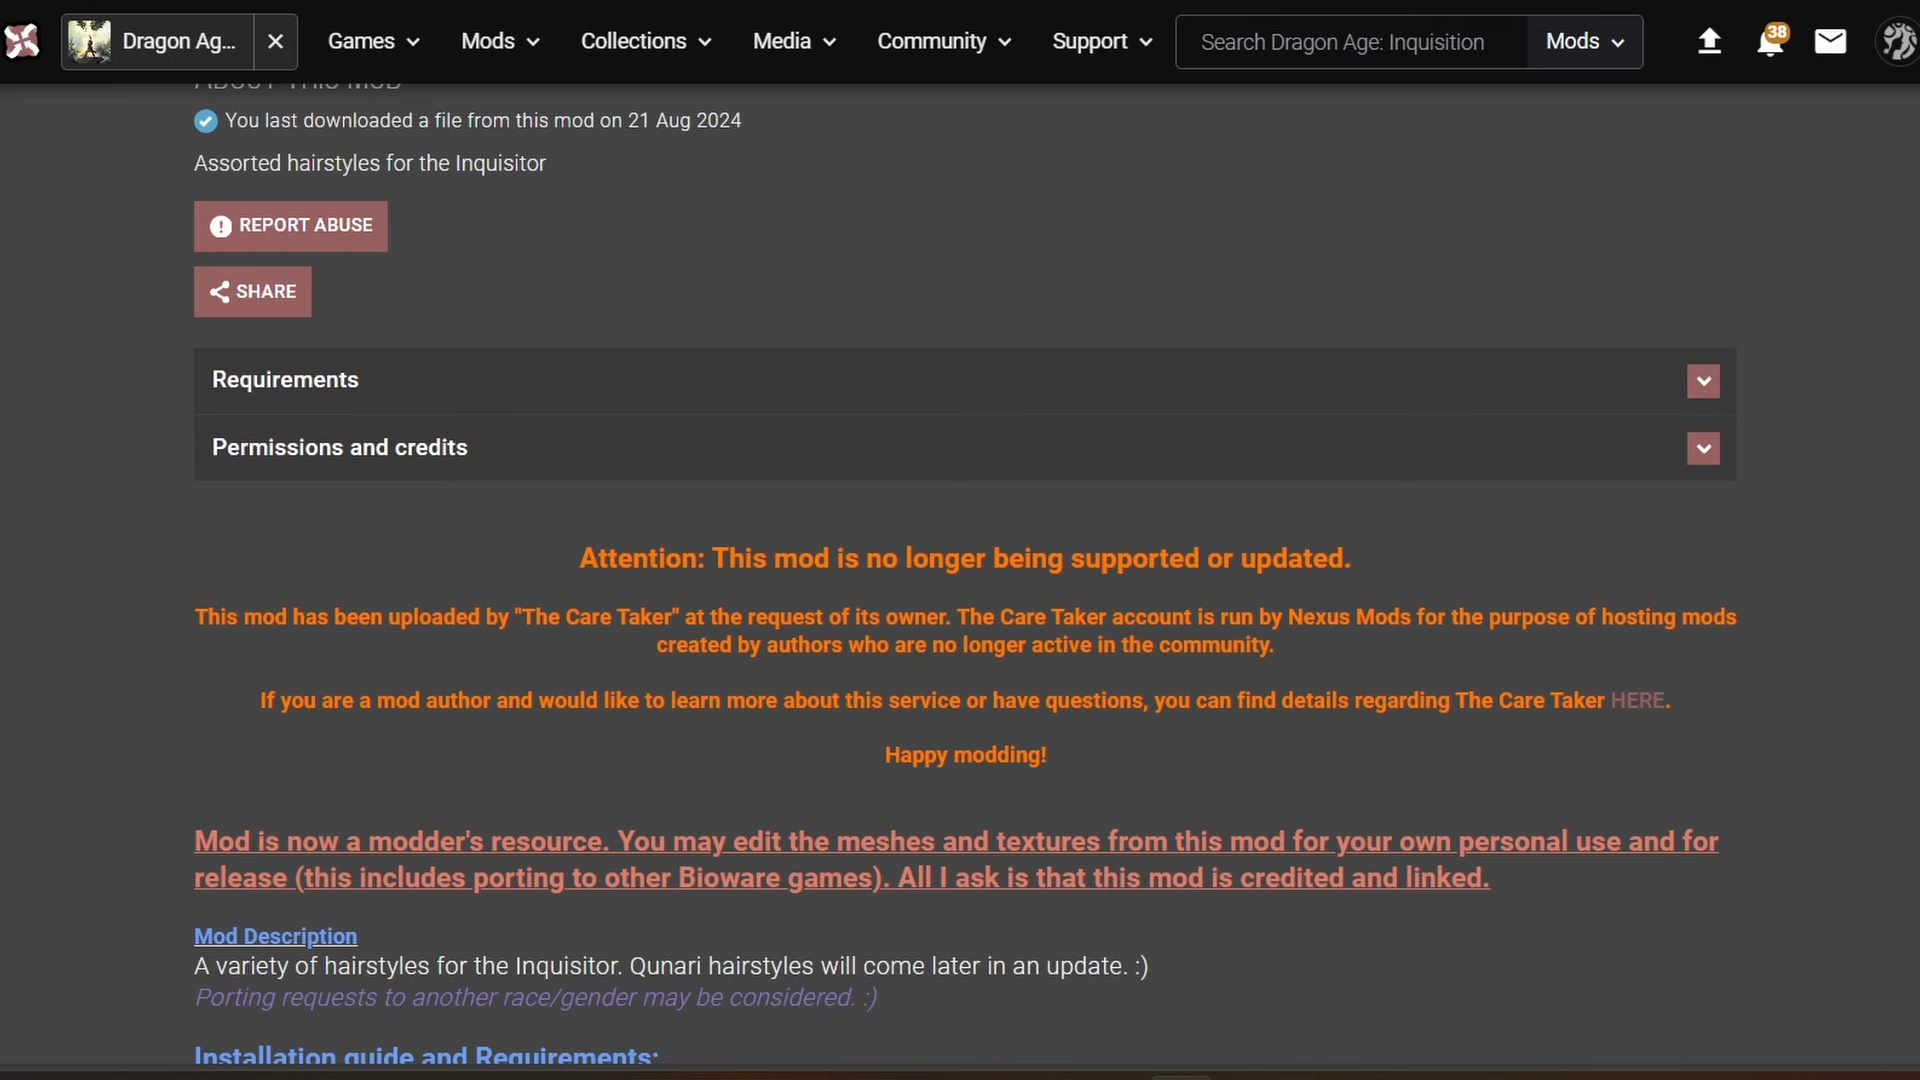 Dragon Ag...
Games
Mods
Collections
Media
Community
Support
Search Dragon Age: Inquisition
Mods
38
ABOUT THIS MOD
You last downloaded a file from this mod on 21 Aug 2024
Assorted hairstyles for the Inquisitor
REPORT ABUSE
SHARE
Requirements
Permissions and credits
Attention: This mod is no longer being supported or updated.
This mod has been uploaded by "The Care Taker" at the request of its owner. The Care Taker account is run by Nexus Mods for the purpose of hosting mods
created by authors who are no longer active in the community.
If you are a mod author and would like to learn more about this service or have questions, you can find details regarding The Care Taker HERE.
Happy modding!
Mod is now a modder's resource. You may edit the meshes and textures from this mod for your own personal use and for
release (this includes porting to other Bioware games). All I ask is that this mod is credited and linked.
Mod Description
A variety of hairstyles for the Inquisitor. Qunari hairstyles will come later in an update. :)
Porting requests to another race/gender may be considered. :)
Installation guide and Requirements: